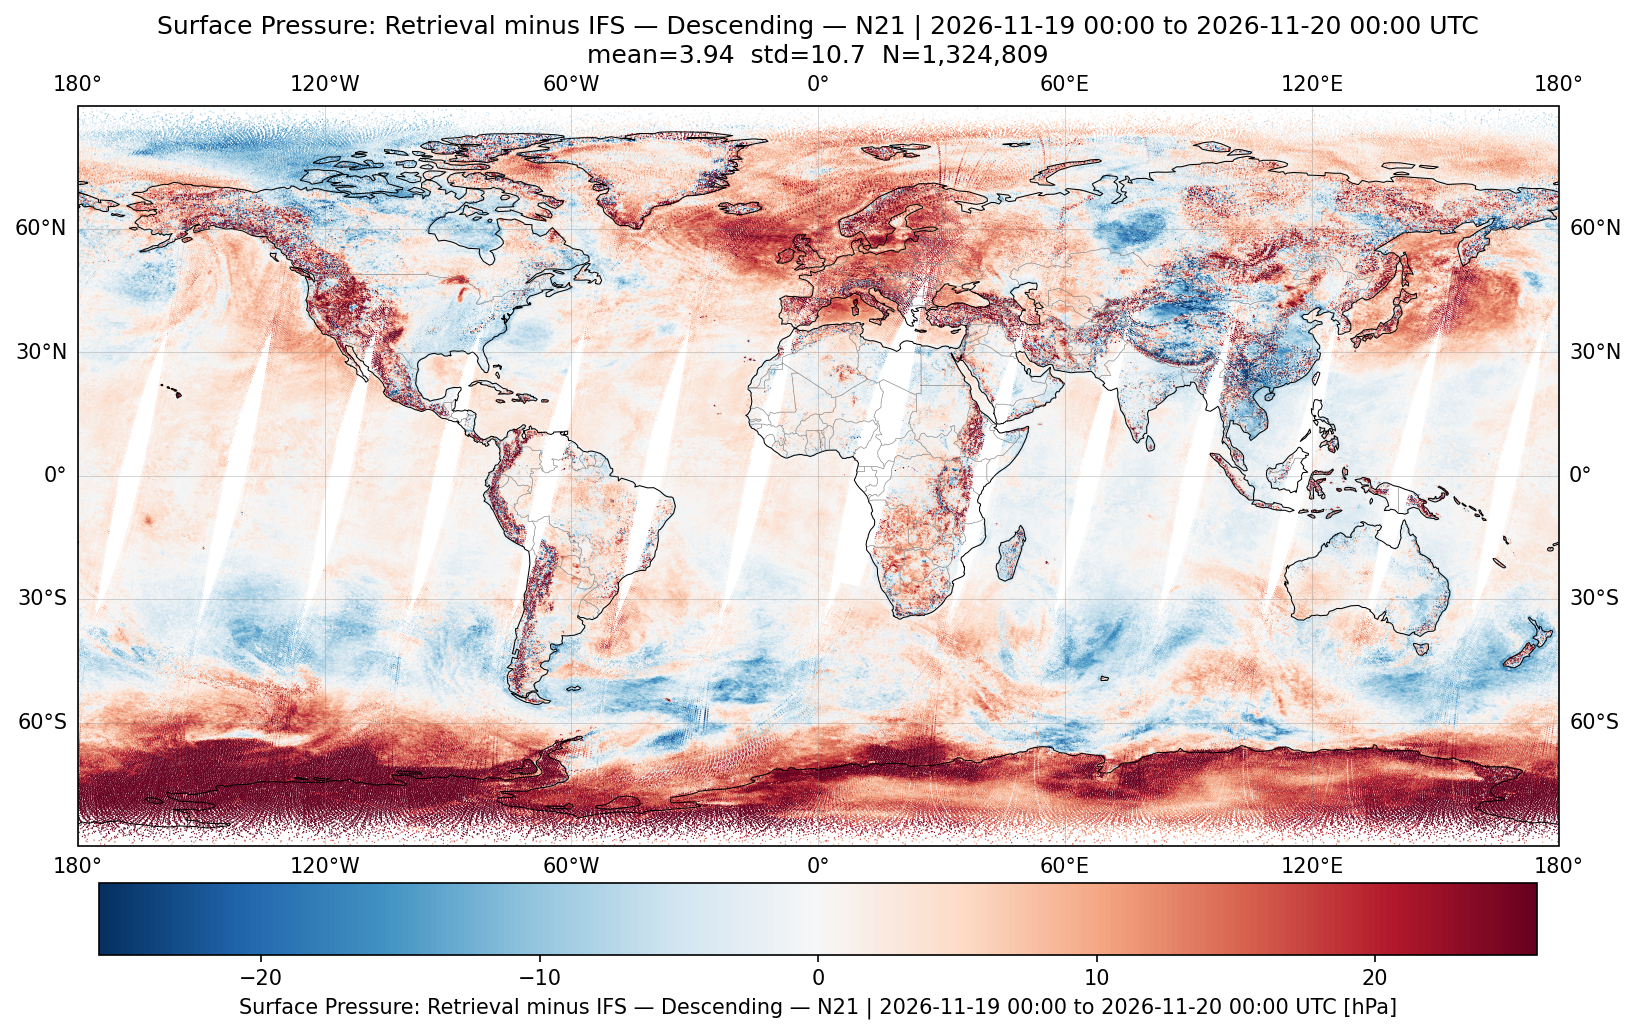 Surface Pressure: Retrieval minus IFS — Descending — N21 | 2026-11-19 00:00 to 2026-11-20 00:00 UTC
mean=3.94  std=10.7  N=1,324,809
180° 120°W 60°W 0° 60°E 120°E 180°
60°N 60°N
30°N 30°N
0° 0°
30°S 30°S
60°S 60°S
180° 120°W 60°W 0° 60°E 120°E 180°
−20 −10 0 10 20
Surface Pressure: Retrieval minus IFS — Descending — N21 | 2026-11-19 00:00 to 2026-11-20 00:00 UTC [hPa]